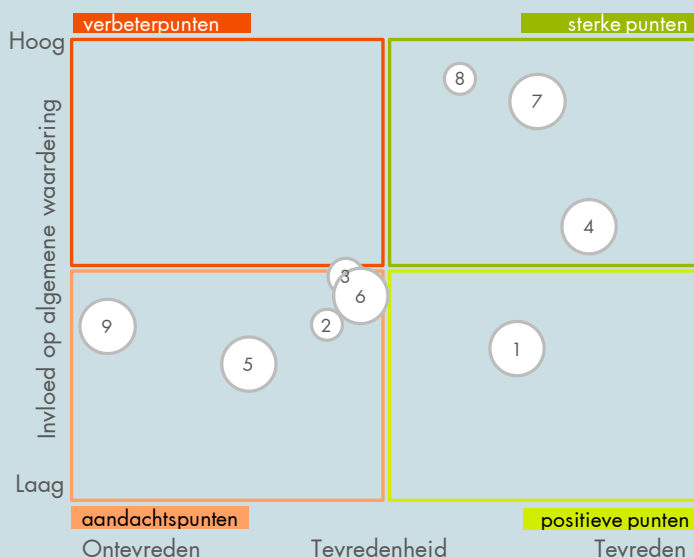 verbeterpunten
sterke punten
Hoog
Invloed op algemene waardering
8
7
4
3
6
9
2
5
1
Laag
aandachtspunten
positieve punten
Ontevreden
Tevredenheid
Tevreden